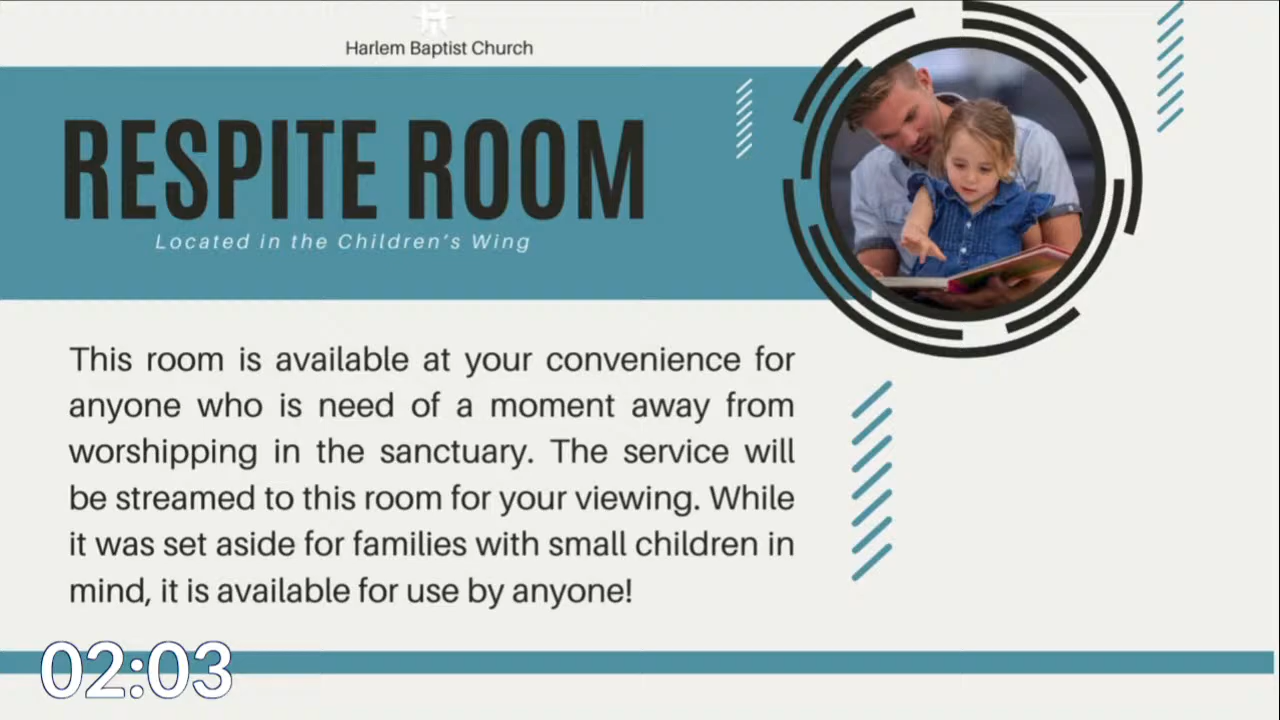 Harlem Baptist Church
RESPITE ROOM
Located in the Children's Wing
This room is available at your convenience for
anyone who is need of a moment away from
worshipping in the sanctuary. The service will
be streamed to this room for your viewing. While
it was set aside for families with small children in
mind, it is available for use by anyone!
02:03